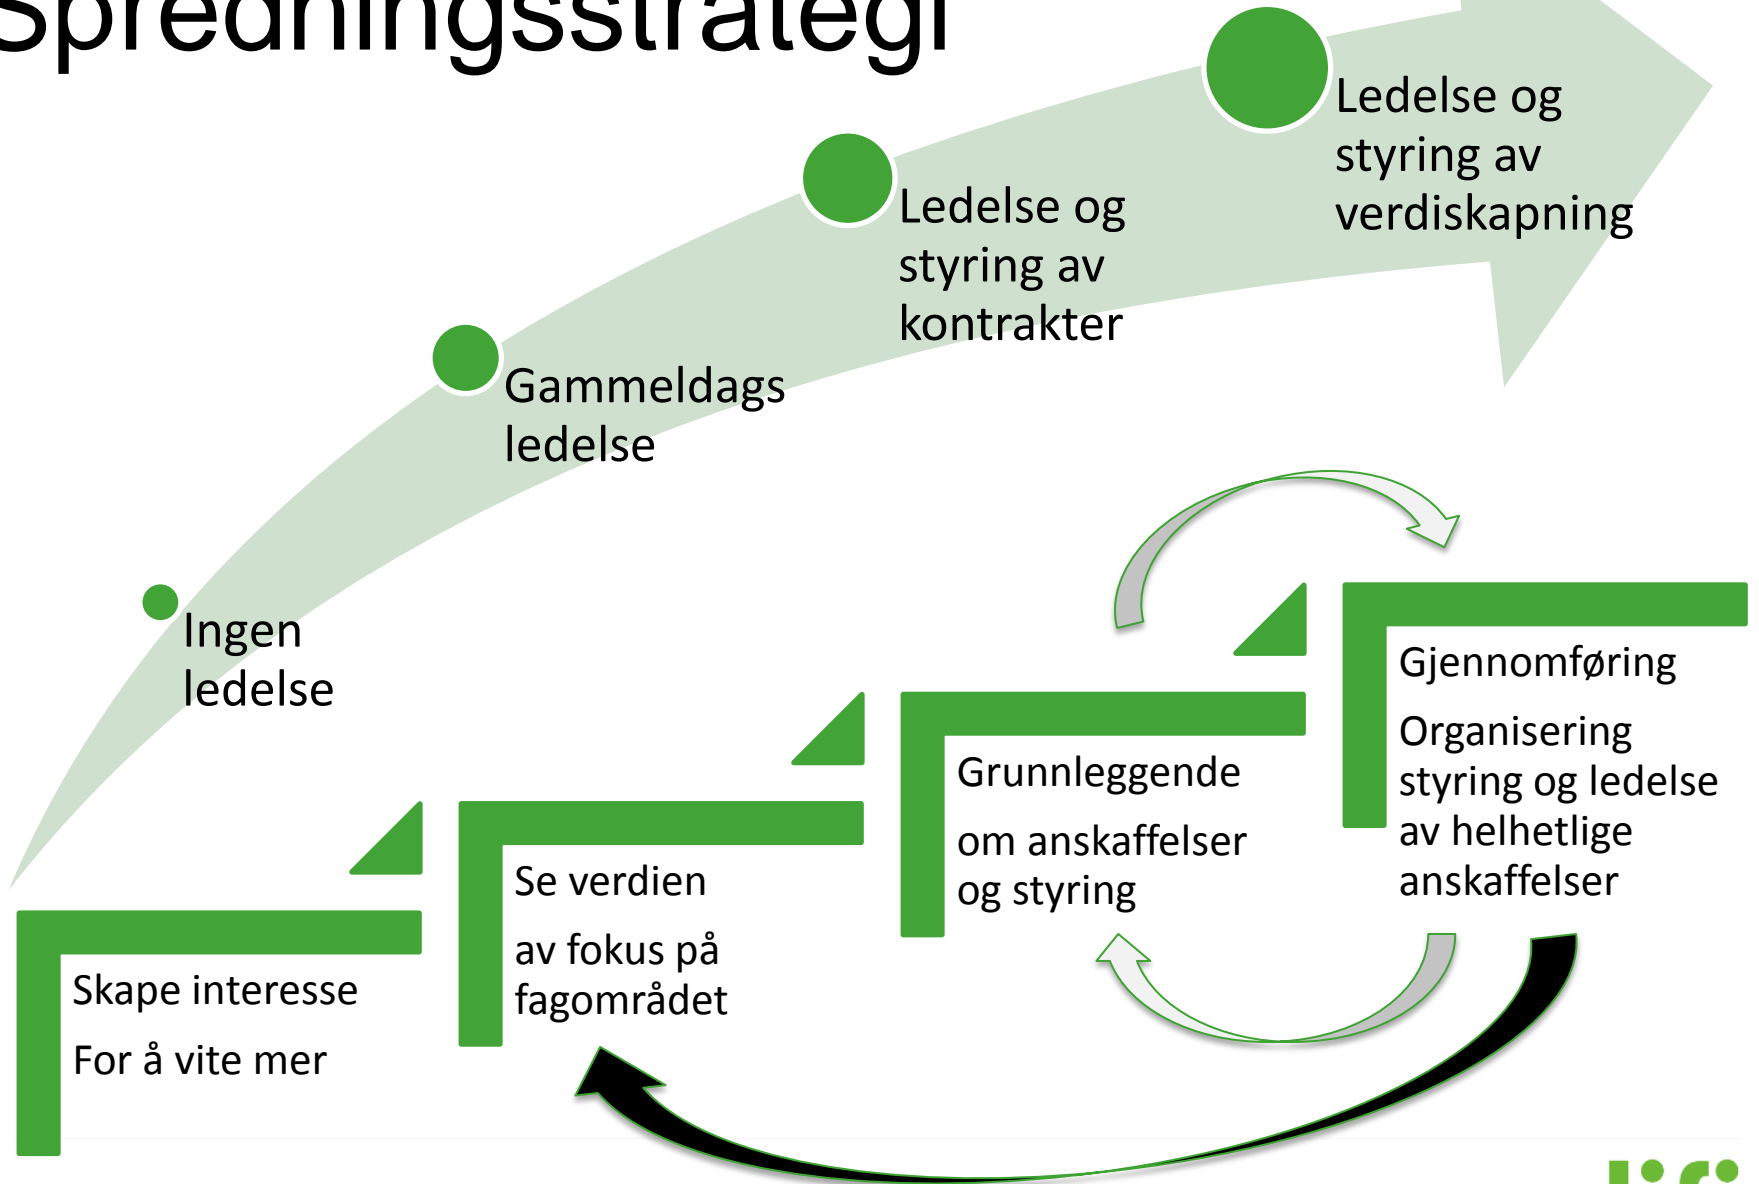 Spredningsstrategi
Ledelse og
styring av
verdiskapning
Ledelse og
styring av
kontrakter
Gammeldags
ledelse
Ingen
ledelse
Skape interesse
For å vite mer
Se verdien
av fokus på
fagområdet
Grunnleggende
om anskaffelser
og styring
Gjennomføring
Organisering
styring og ledelse
av helhetlige
anskaffelser